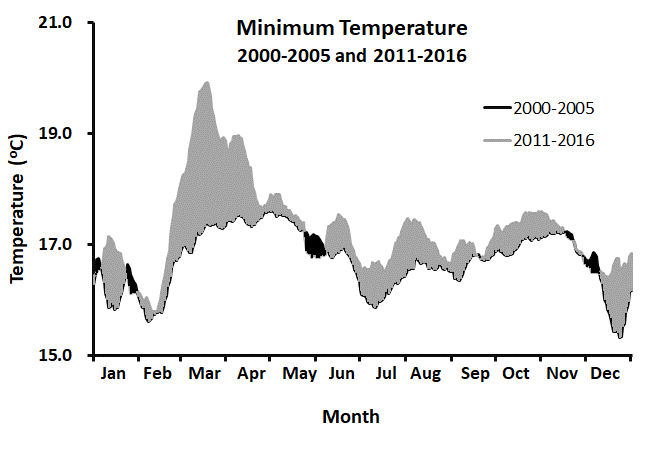 Minimum Temperature
2000-2005 and 2011-2016
2000-2005
2011-2016
Temperature (ºC)
21.0
19.0
17.0
15.0
Jan Feb Mar Apr May Jun Jul Aug Sep Oct Nov Dec
Month